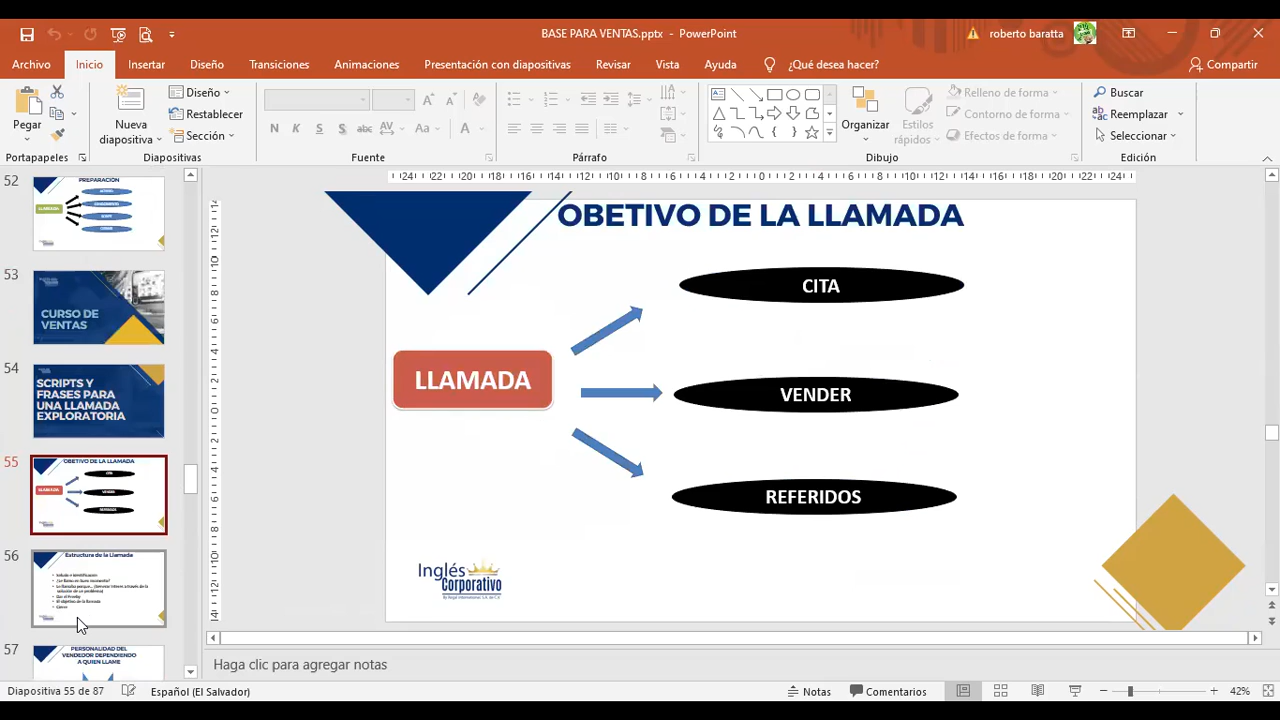 BASE PARA VENTAS.pptx - PowerPoint
roberto baratta
Archivo Inicio Insertar Diseño Transiciones Animaciones Presentación con diapositivas Revisar Vista Ayuda ¿Qué desea hacer? Compartir
Pegar
Nueva diapositiva
Diseño
Restablecer
Sección
N K S S abc AV Aa A
Organizar
Estilos rápidos
Relleno de forma
Contorno de forma
Efectos de forma
Buscar
Reemplazar
Seleccionar
Portapapeles Diapositivas Fuente Párrafo Dibujo Edición
52
PREPARACIÓN
LLAMADA
53
CURSO DE
VENTAS
54
SCRIPTS Y
FRASES PARA
UNA LLAMADA
EXPLORATORIA
55
OBETIVO DE LA LLAMADA
LLAMADA
CITA
VENDER
REFERIDOS
56
Estructura de la Llamada
57
PERSONALIDAD DEL
VENDEDOR DEPENDIENDO
A QUIEN LLAME
OBETIVO DE LA LLAMADA
CITA
LLAMADA
VENDER
REFERIDOS
Inglés
Corporativo
Haga clic para agregar notas
Diapositiva 55 de 87 Español (El Salvador) Notas Comentarios 42%